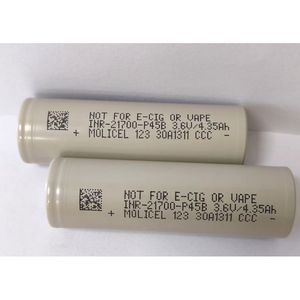 NOT FOR E-CIG OR VAPE
INR-21700-P45B 3.6V/4.35Ah
+ MOLICEL 123 30A1311 CCC -
NOT FOR E-CIG OR VAPE
INR-21700-P45B 3.6V/4.35Ah
+ MOLICEL 123 30A1311 CCC -